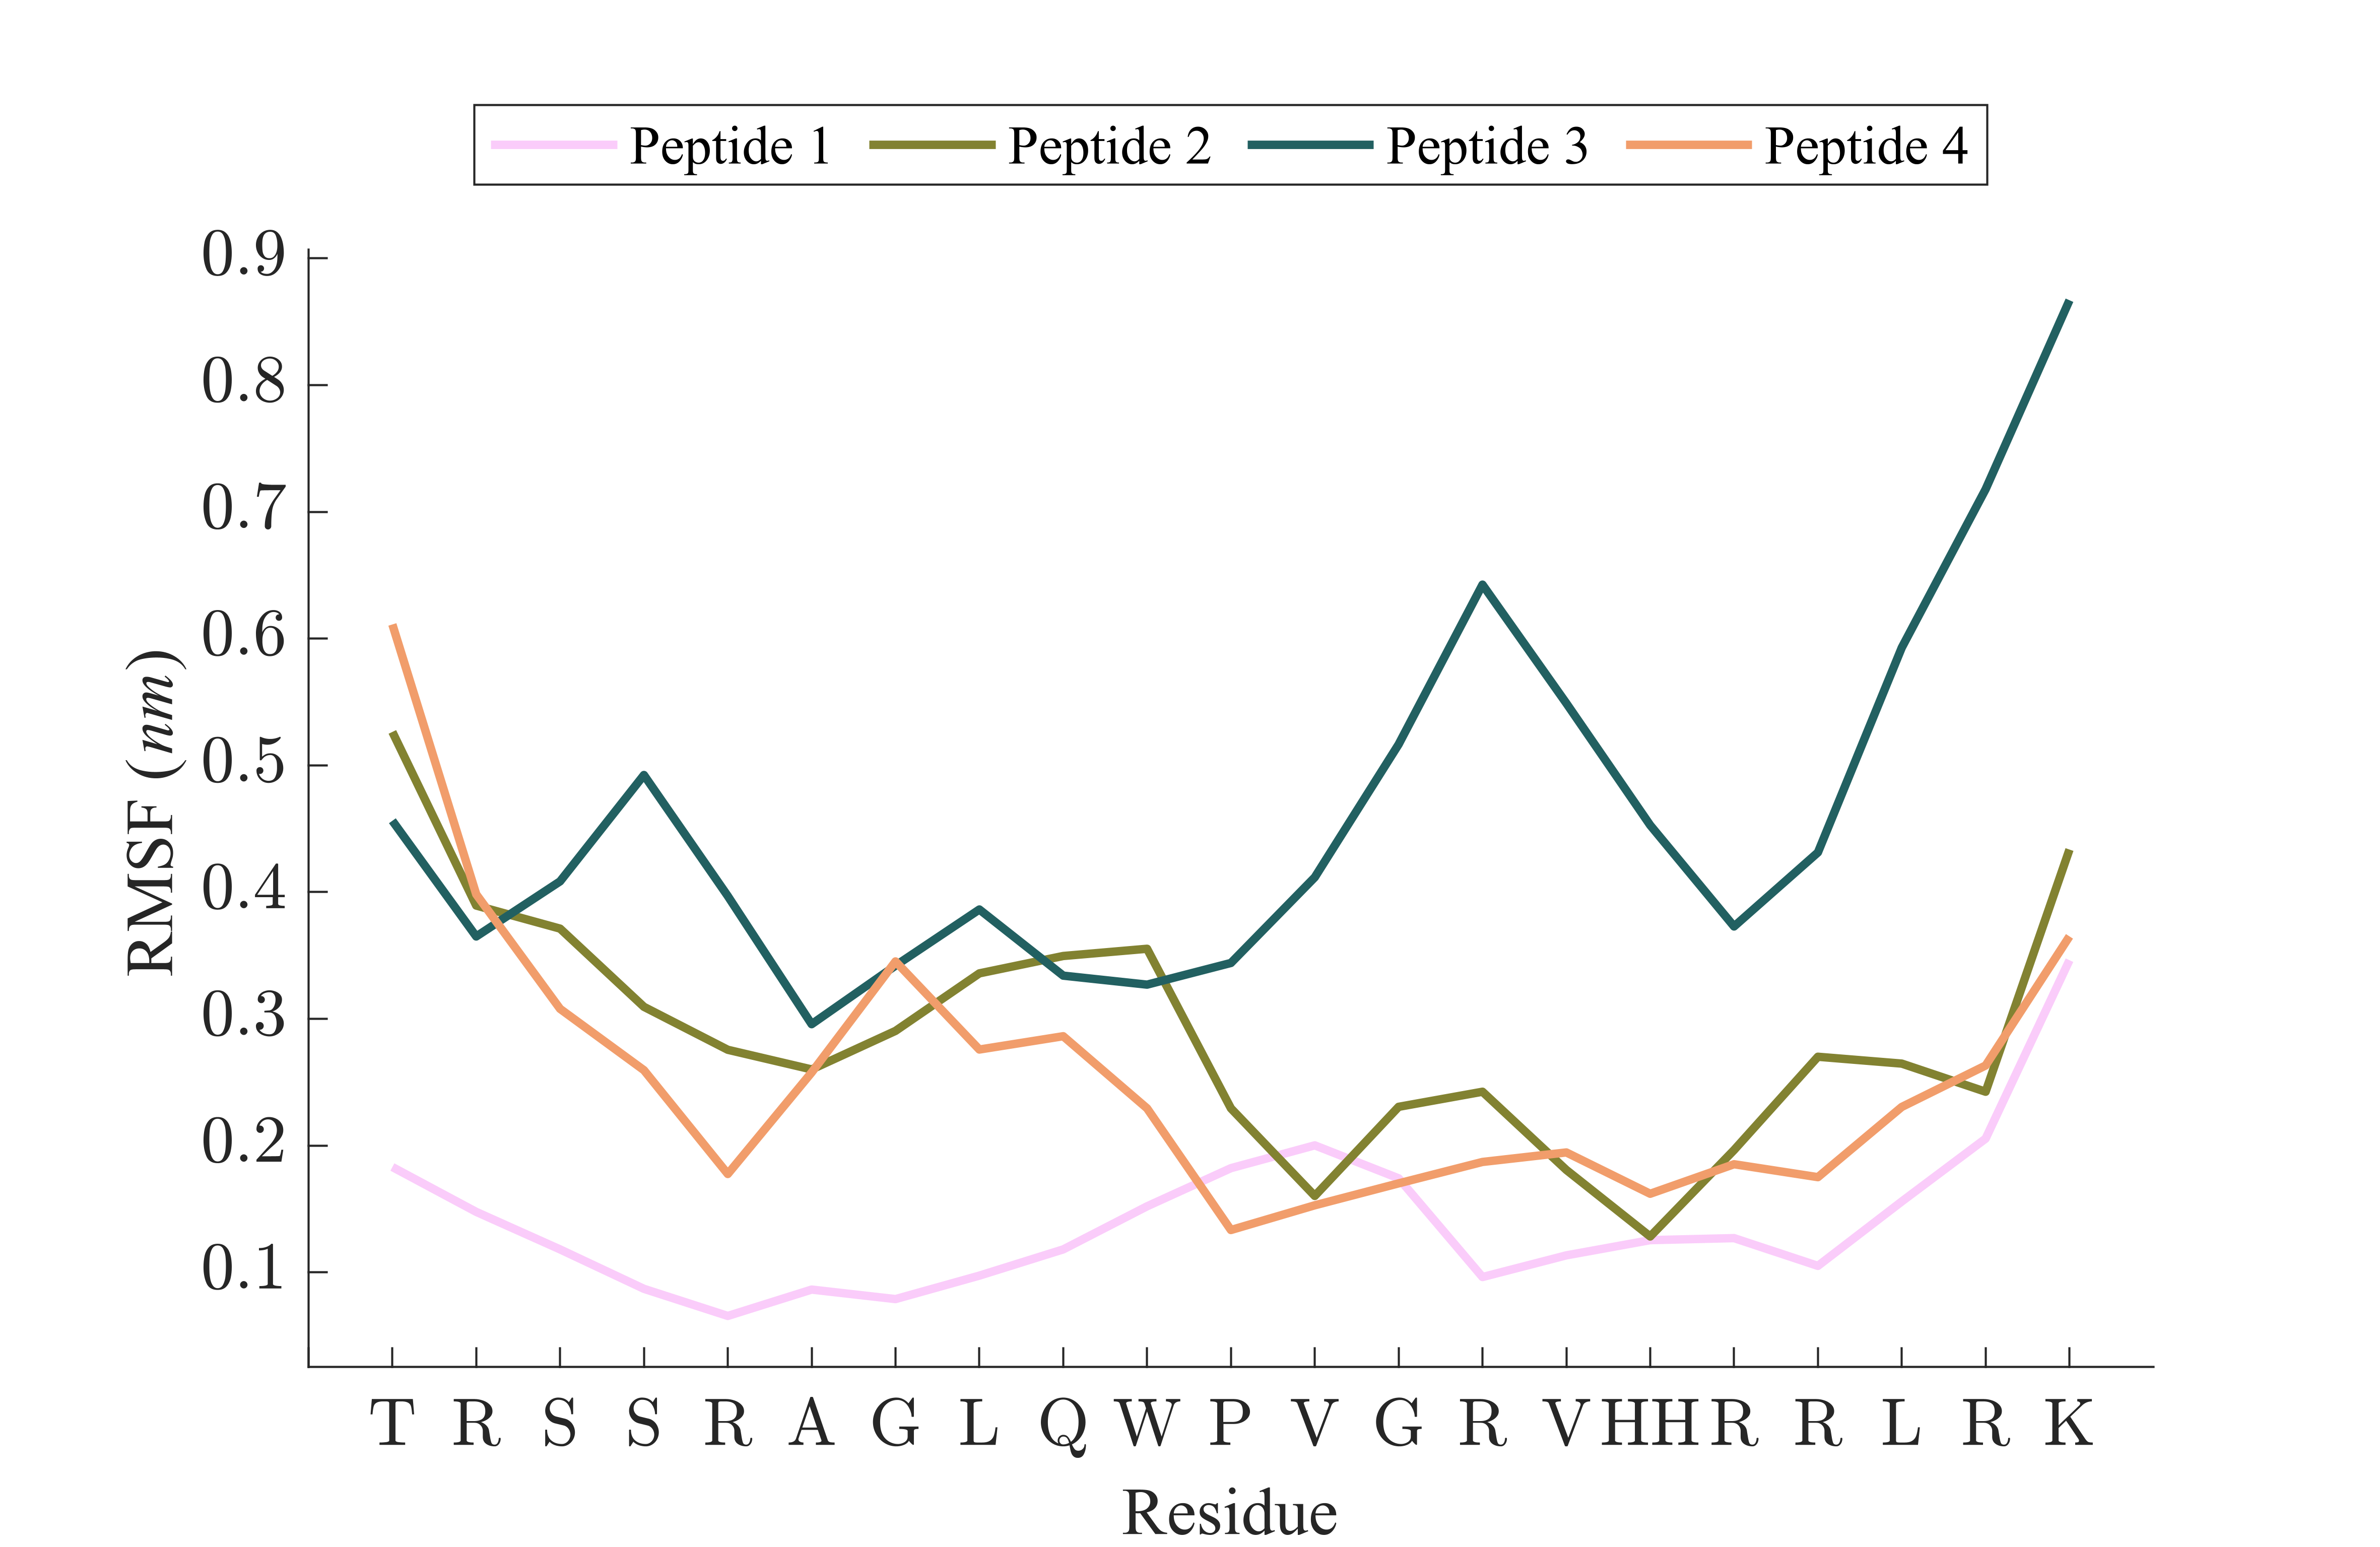 Peptide 1 Peptide 2 Peptide 3 Peptide 4
0.9
0.8
0.7
0.6
0.5
0.4
0.3
0.2
0.1
RMSF (nm)
T R S S R A G L Q W P V G R V HH R R L R K
Residue